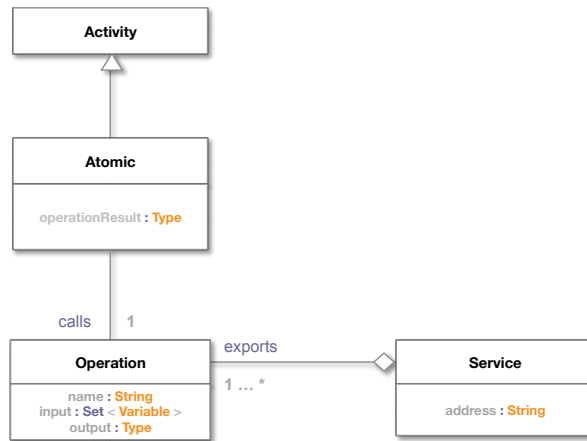 Activity
Atomic
operationResult : Type
calls 1
exports
Operation
1 ... *
Service
name : String
input : Set < Variable >
output : Type
address : String